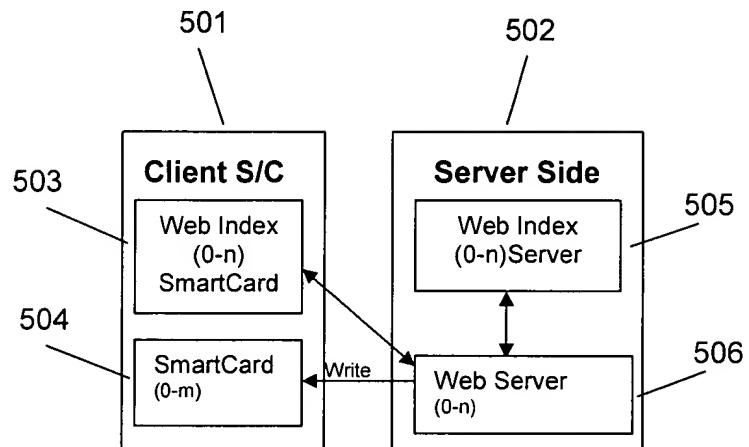 501
502
Client S/C
Server Side
503
Web Index
(0-n)
SmartCard
Web Index
(0-n)Server
505
504
SmartCard
(0-m)
Write
Web Server
(0-n)
506